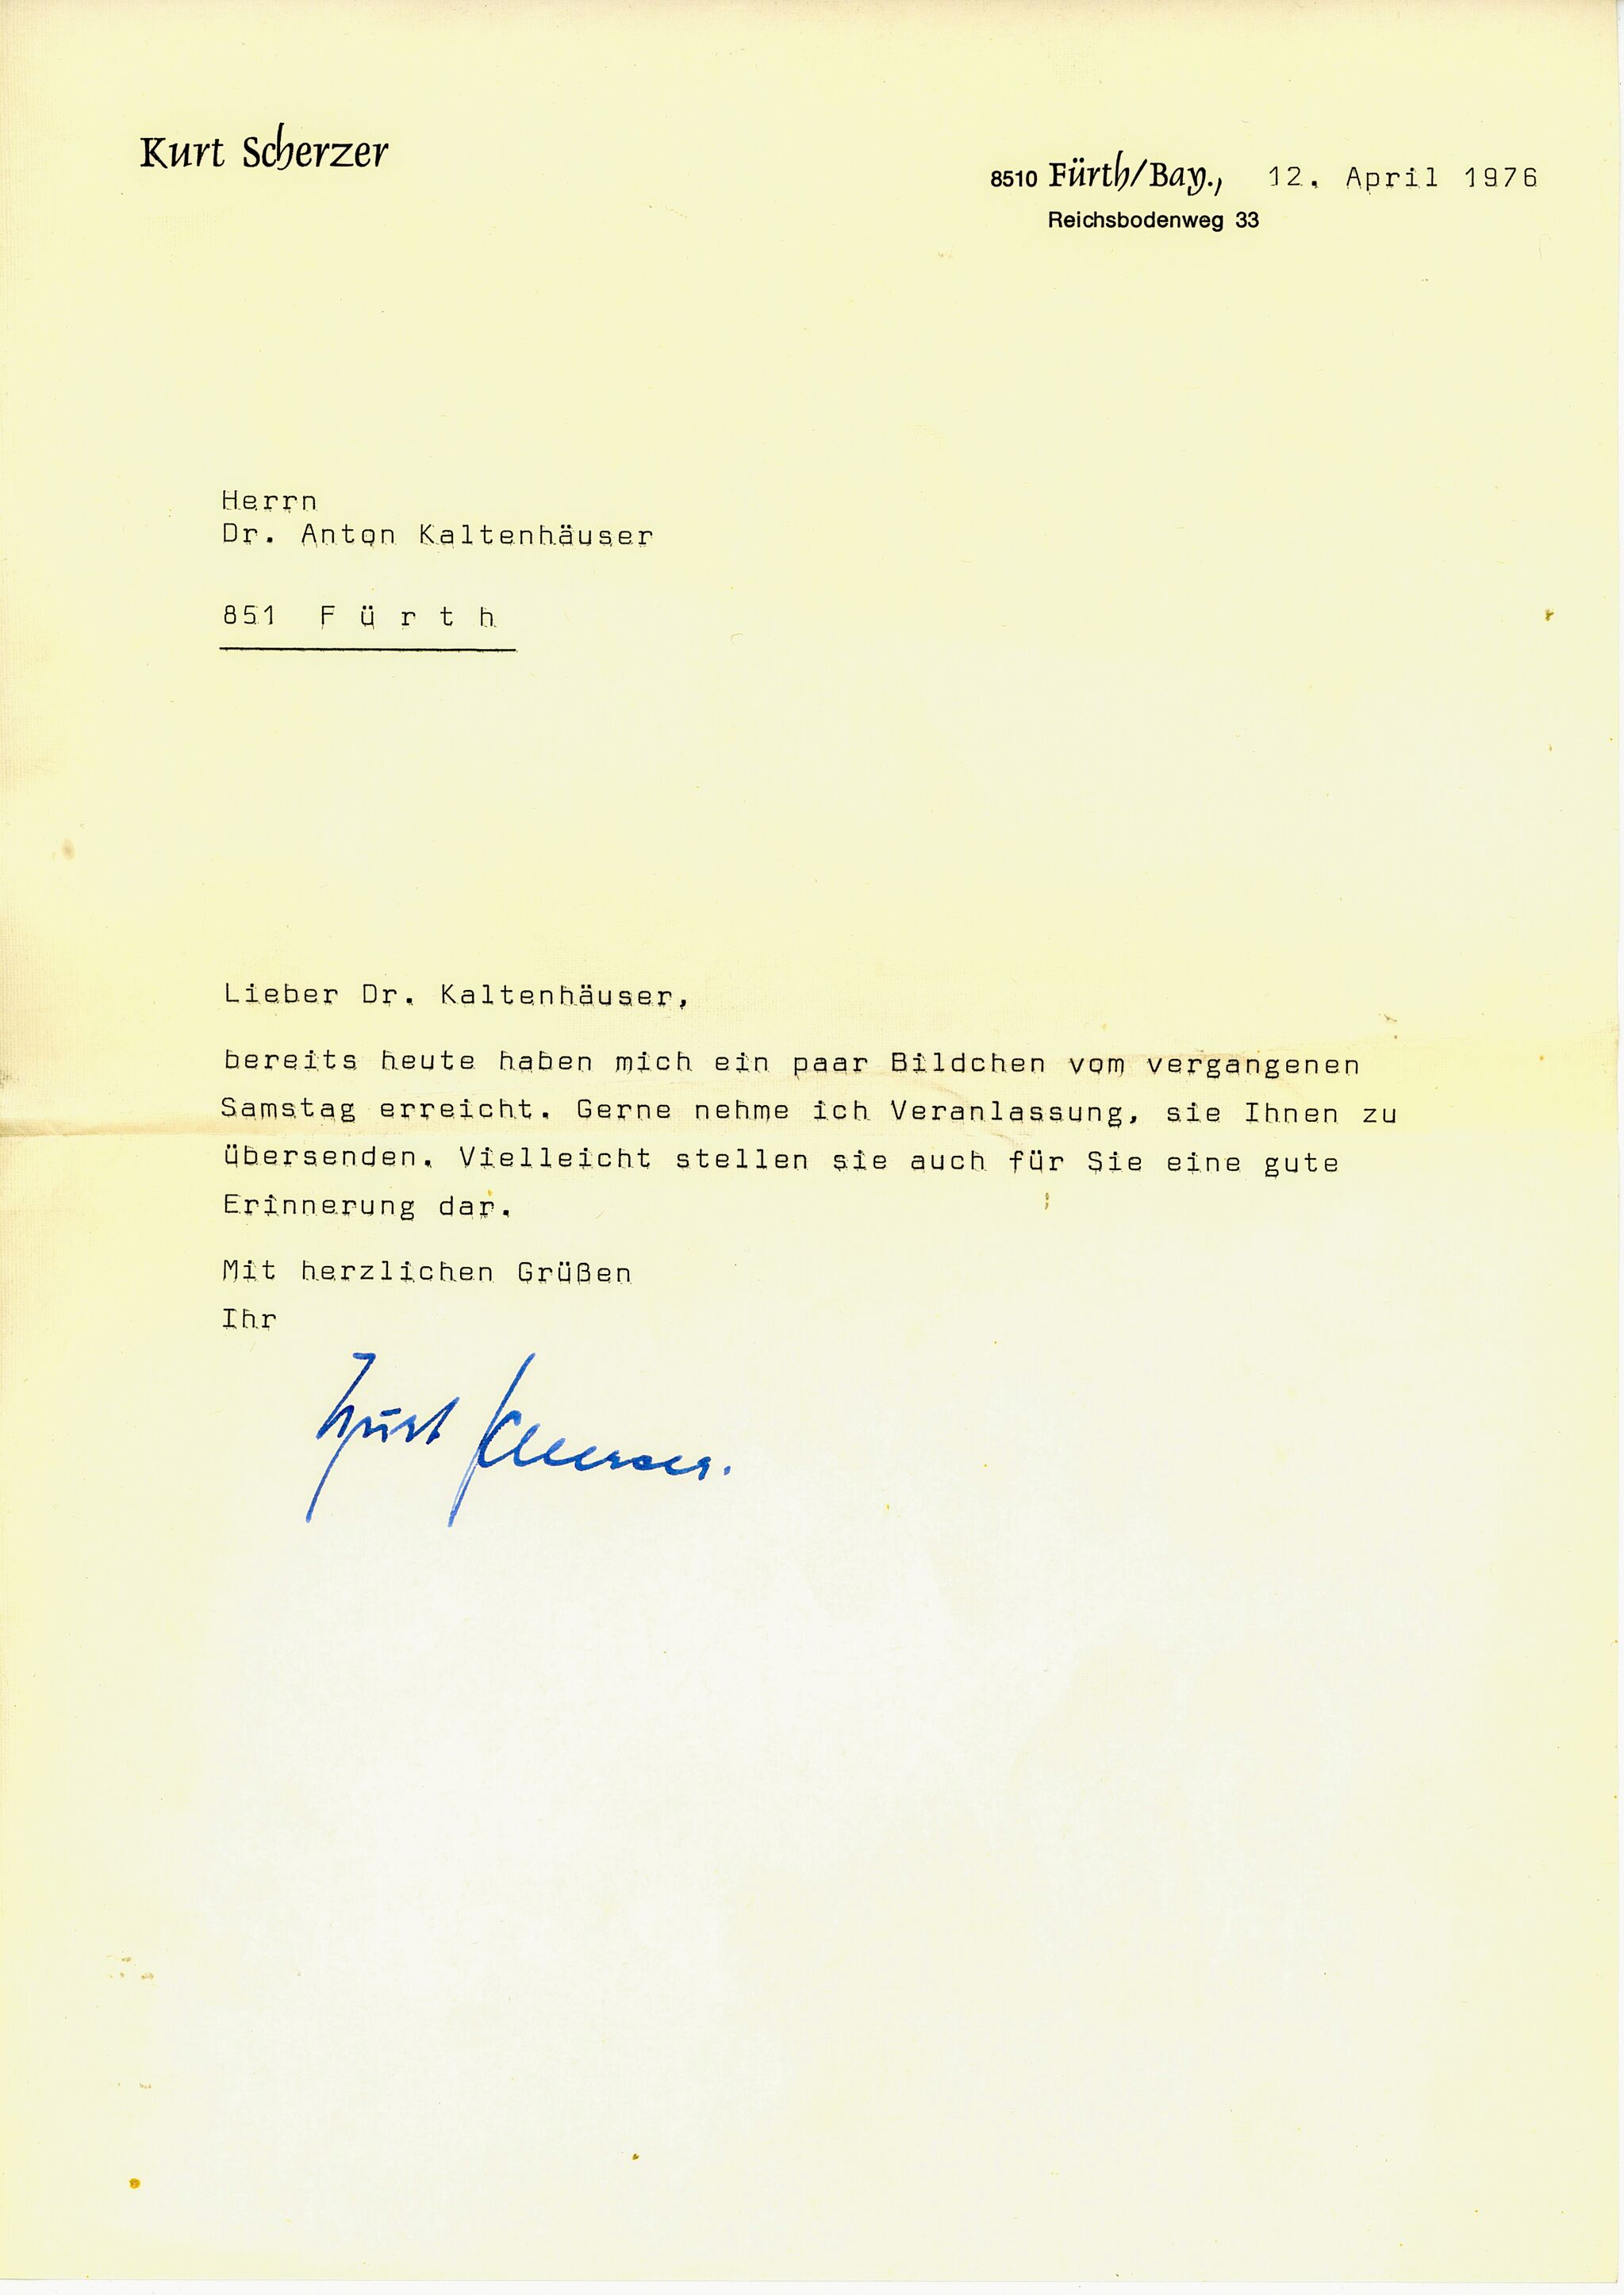 Kurt Scherzer
8510 Fürth/Bay., 12. April 1976
Reichsbodenweg 33
Herrn
Dr. Anton Kaltenhäuser
851 F ü r t h
Lieber Dr. Kaltenhäuser,
bereits heute haben mich ein paar Bildchen vom vergangenen
Samstag erreicht. Gerne nehme ich Veranlassung, sie Ihnen zu
übersenden. Vielleicht stellen sie auch für Sie eine gute
Erinnerung dar.
Mit herzlichen Grüßen
Ihr
Kurt Scherzer.